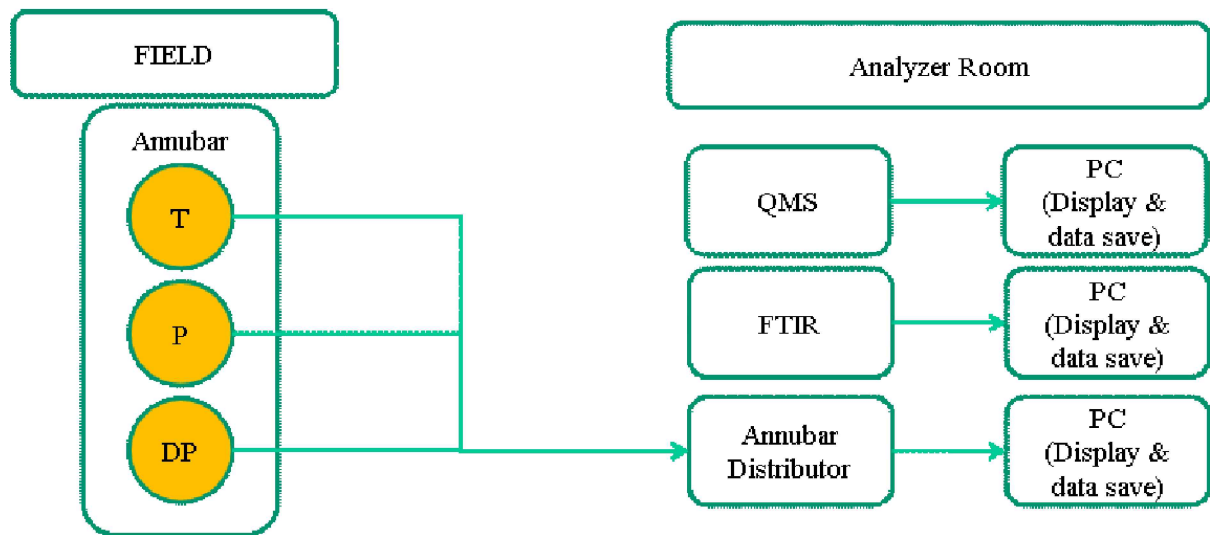 FIELD
Analyzer Room
Annubar
T
P
DP
QMS
PC
(Display &
data save)
FTIR
PC
(Display &
data save)
Annubar
Distributor
PC
(Display &
data save)